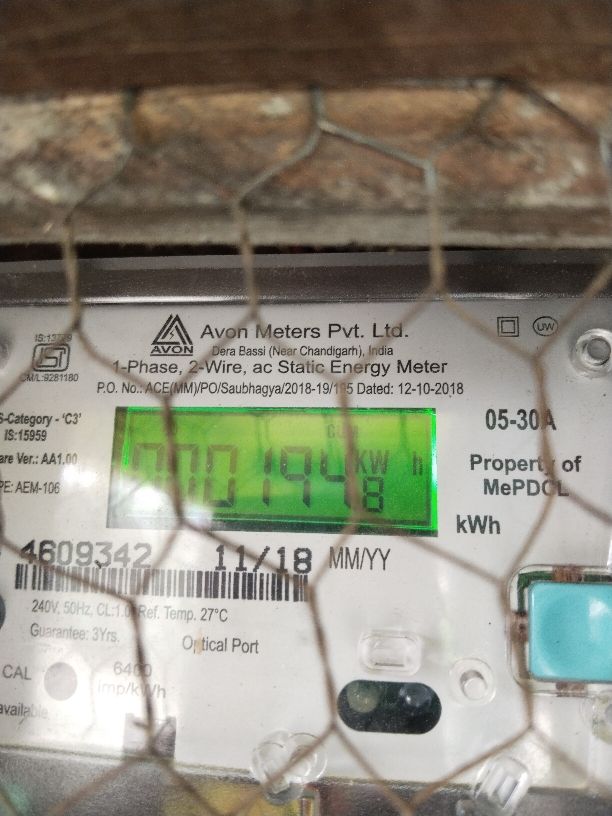 IS:13779
CM/L:9281180
AVON
Avon Meters Pvt. Ltd.
Dera Bassi (Near Chandigarh), India
1-Phase, 2-Wire, ac Static Energy Meter
P.O. No.: ACE(MM)/PO/Saubhagya/2018-19/195 Dated: 12-10-2018
UW
S-Category - 'C3'
IS:15959
are Ver.: AA1.00
PE: AEM-106
CUM
0001948 KW h
05-30A
Property of
MePDCL
kWh
4609342 11/18 MM/YY
240V, 50Hz, CL:1.0, Ref. Temp. 27°C
Guarantee: 3Yrs.
Optical Port
CAL
6400
imp/kWh
available